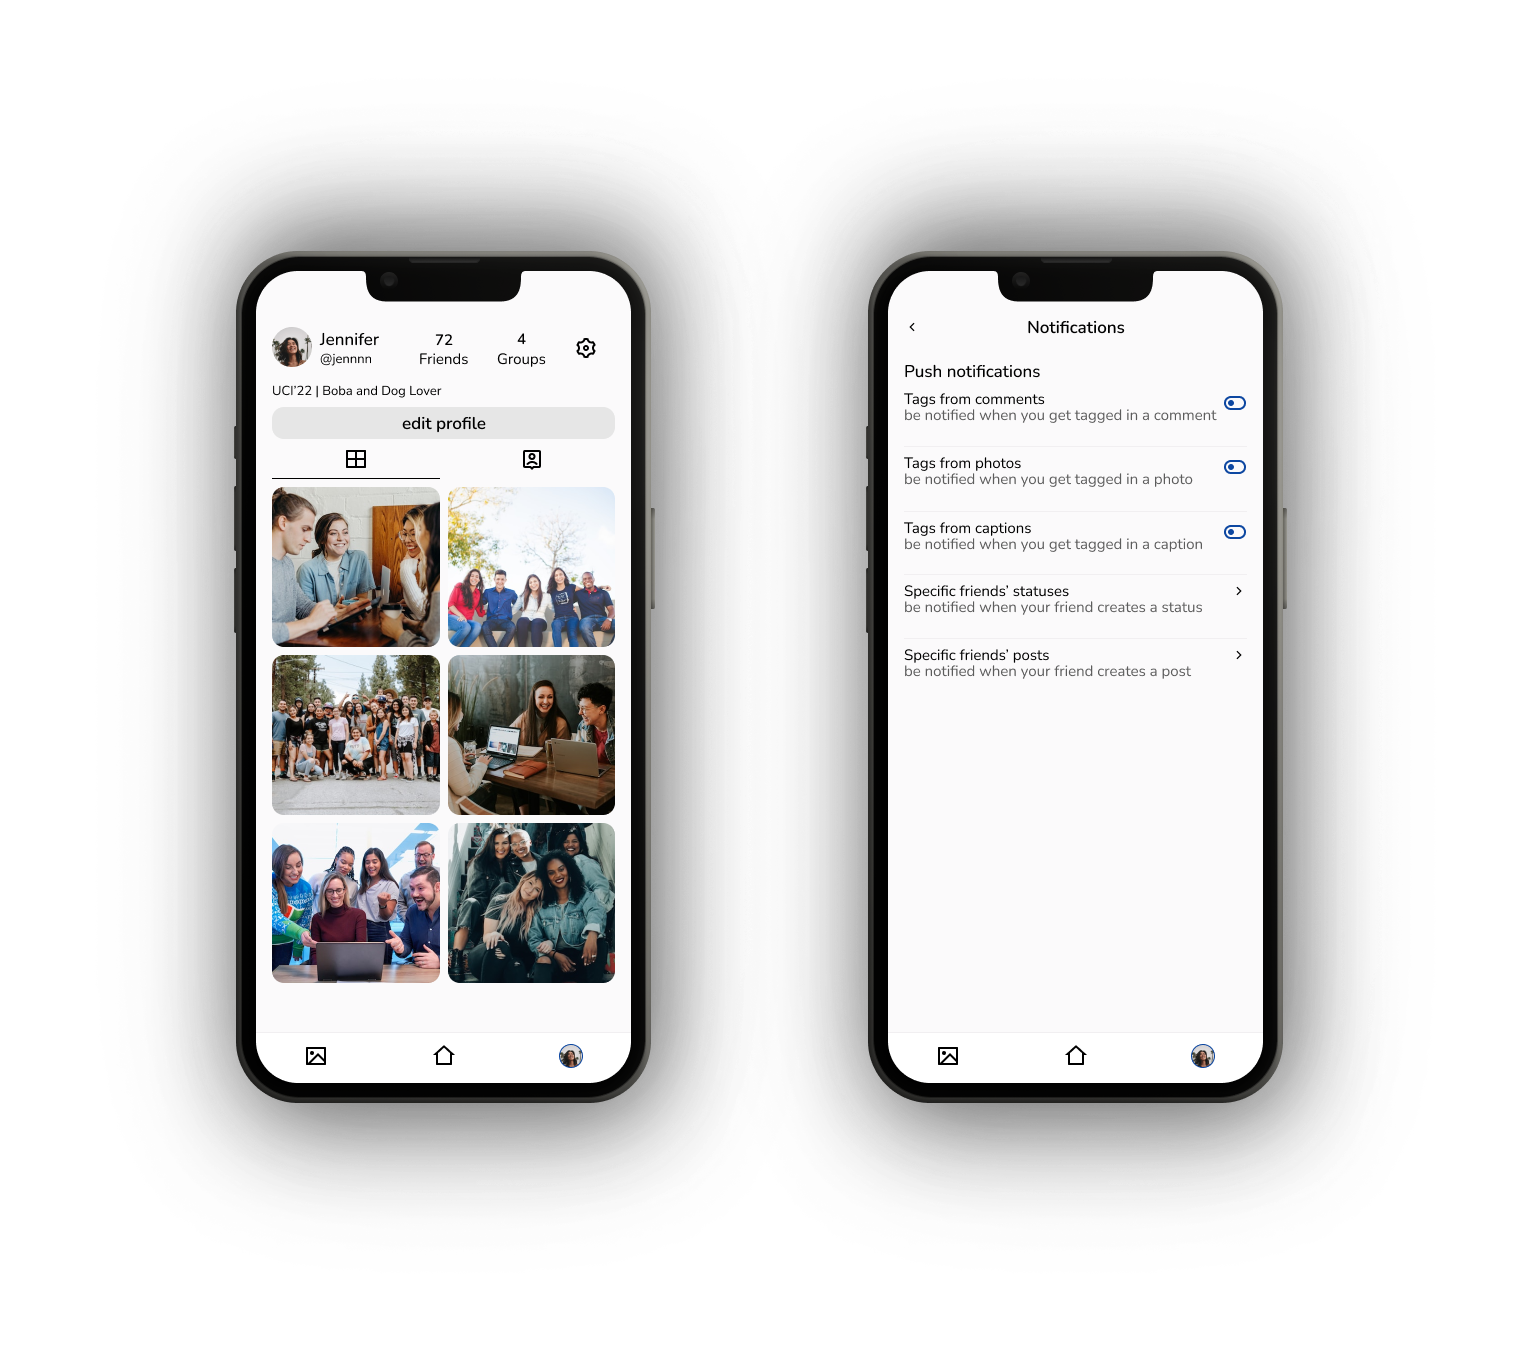 Jennifer
@jennnn
72
Friends
4
Groups
UCI'22 | Boba and Dog Lover
edit profile
Notifications
Push notifications
Tags from comments
be notified when you get tagged in a comment
Tags from photos
be notified when you get tagged in a photo
Tags from captions
be notified when you get tagged in a caption
Specific friends’ statuses
be notified when your friend creates a status
Specific friends’ posts
be notified when your friend creates a post